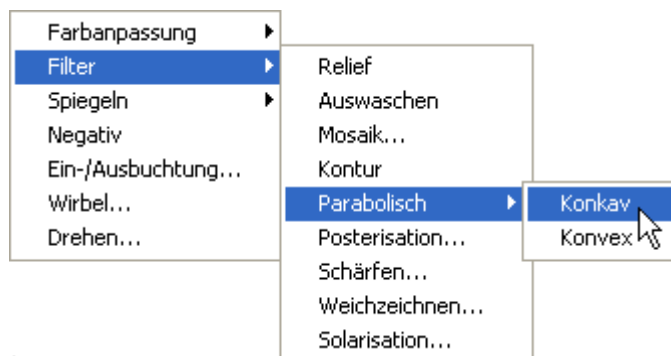 Farbanpassung
Filter
Spiegeln
Negativ
Ein-/Ausbuchtung...
Wirbel...
Drehen...
Relief
Auswaschen
Mosaik...
Kontur
Parabolisch
Posterisation...
Schärfen...
Weichzeichnen...
Solarisation...
Konkav
Konvex